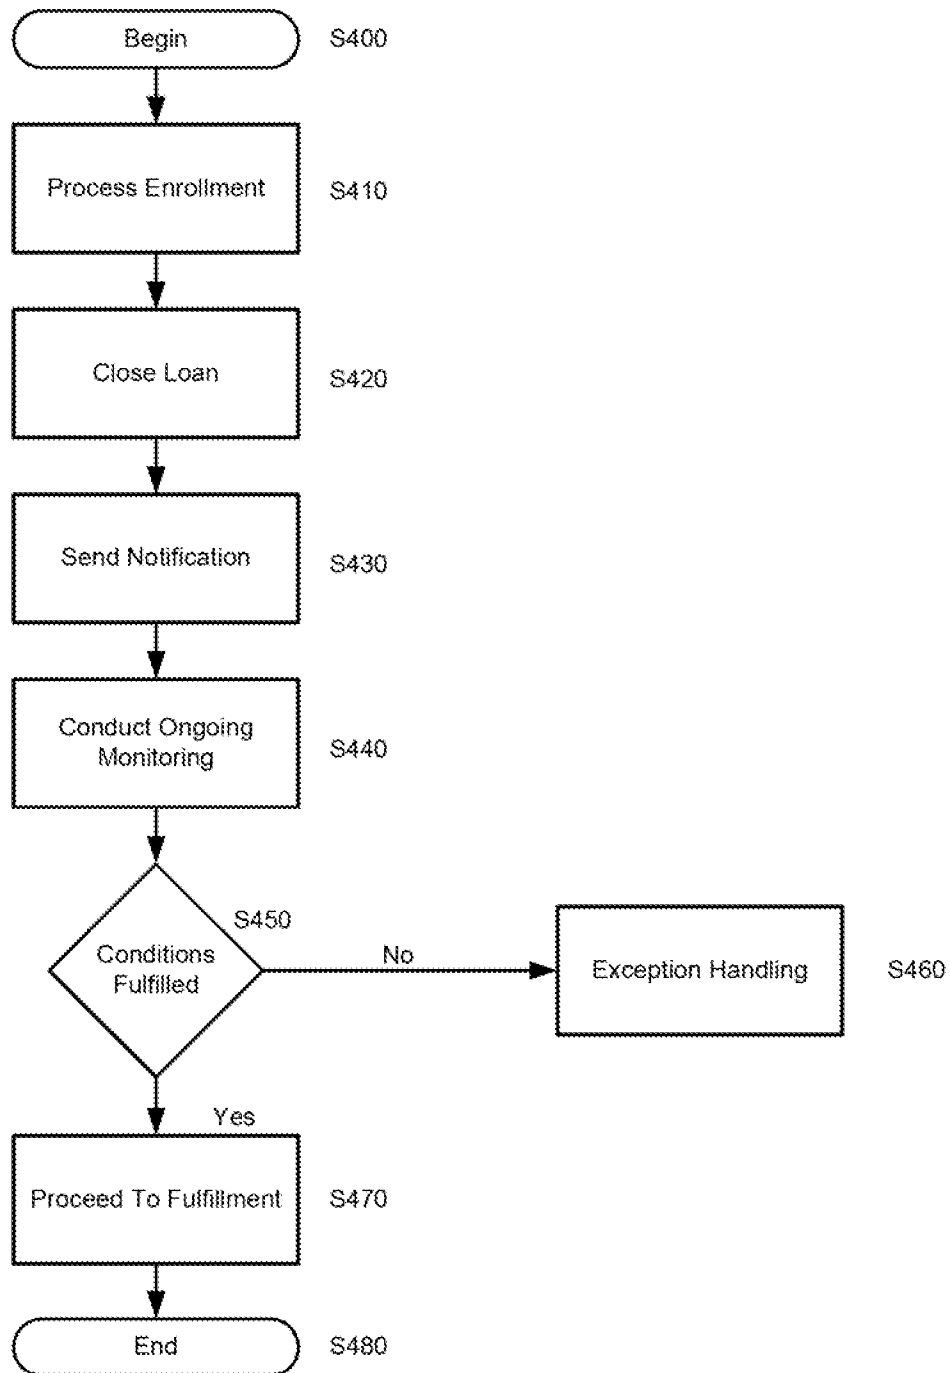 Begin
S400
Process Enrollment
S410
Close Loan
S420
Send Notification
S430
Conduct Ongoing
Monitoring
S440
S450
Conditions
Fulfilled
No
Exception Handling
S460
Yes
Proceed To Fulfillment
S470
End
S480